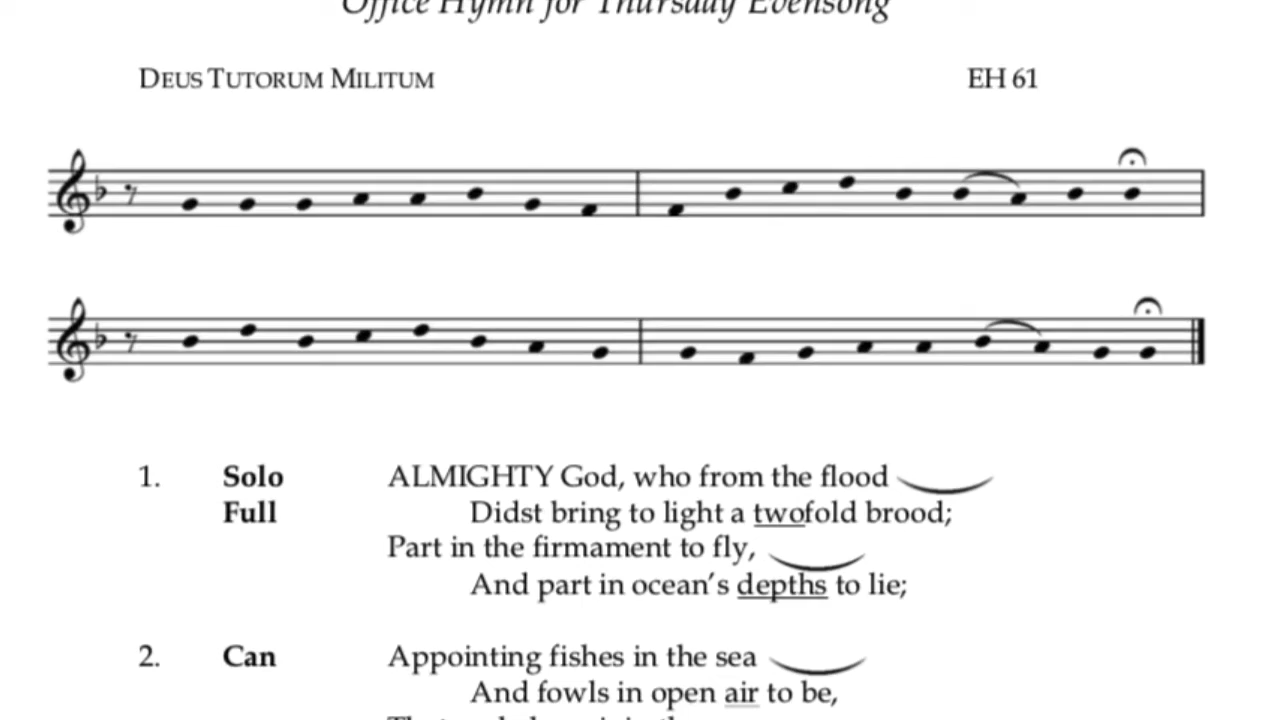 Office Hymn for Thursday Evensong
DEUS TUTORUM MILITUM EH 61
1. Solo ALMIGHTY God, who from the flood
Full Didst bring to light a twofold brood;
Part in the firmament to fly,
And part in ocean's depths to lie;
2. Can Appointing fishes in the sea
And fowls in open air to be,